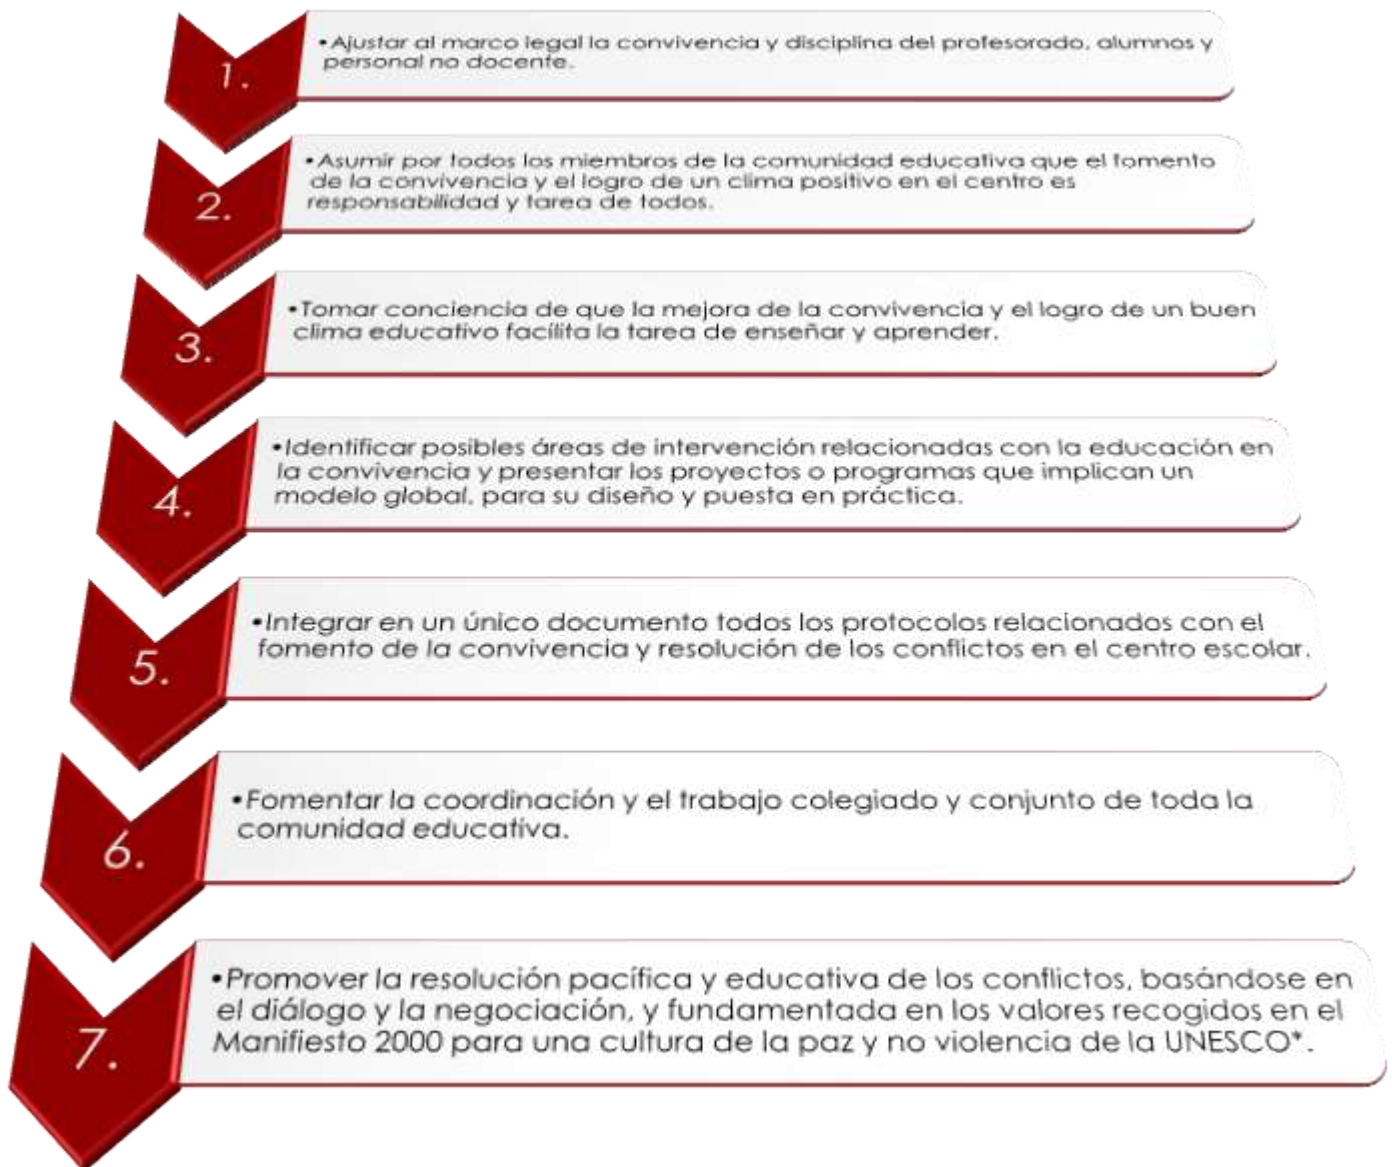 1.
•Ajustar al marco legal la convivencia y disciplina del profesorado, alumnos y
personal no docente.
2.
•Asumir por todos los miembros de la comunidad educativa que el fomento
de la convivencia y el logro de un clima positivo en el centro es
responsabilidad y tarea de todos.
3.
•Tomar conciencia de que la mejora de la convivencia y el logro de un buen
clima educativo facilita la tarea de enseñar y aprender.
4.
•Identificar posibles áreas de intervención relacionadas con la educación en
la convivencia y presentar los proyectos o programas que implican un
modelo global, para su diseño y puesta en práctica.
5.
•Integrar en un único documento todos los protocolos relacionados con el
fomento de la convivencia y resolución de los conflictos en el centro escolar.
6.
•Fomentar la coordinación y el trabajo colegiado y conjunto de toda la
comunidad educativa.
7.
•Promover la resolución pacífica y educativa de los conflictos, basándose en
el diálogo y la negociación, y fundamentada en los valores recogidos en el
Manifiesto 2000 para una cultura de la paz y no violencia de la UNESCO*.